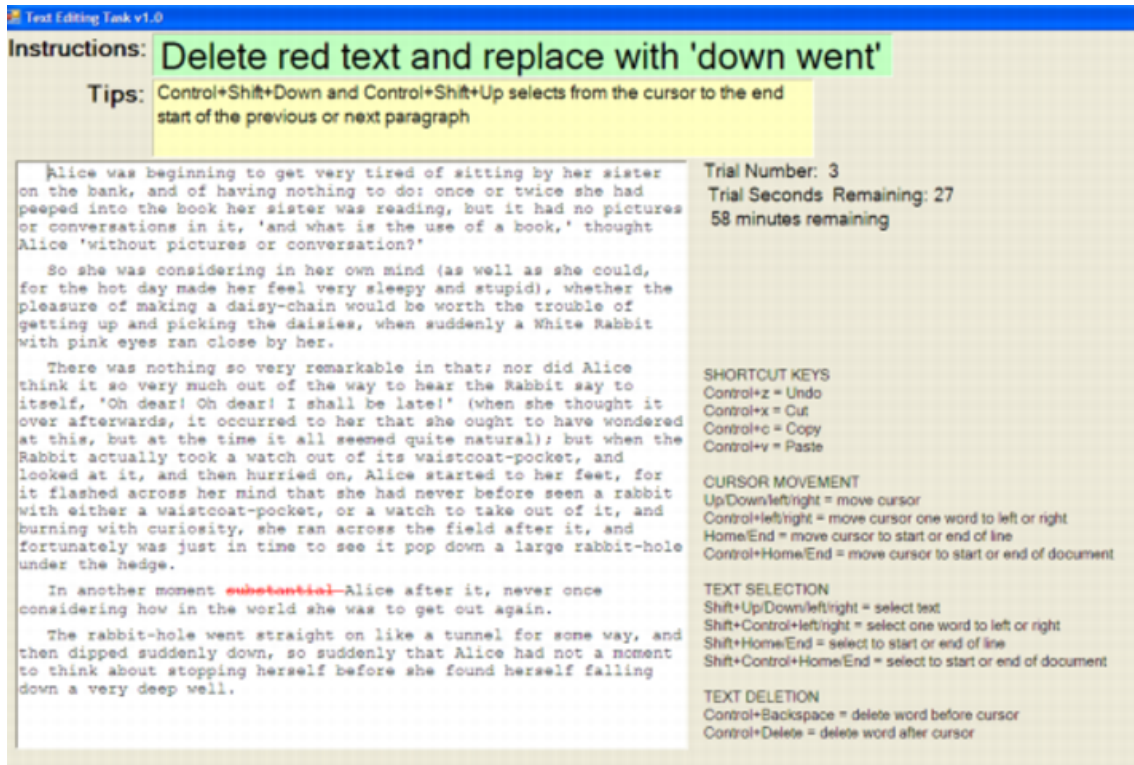 Text Editing Task v1.0
Instructions: Delete red text and replace with 'down went'
Tips: Control+Shift+Down and Control+Shift+Up selects from the cursor to the end
start of the previous or next paragraph
Alice was beginning to get very tired of sitting by her sister
on the bank, and of having nothing to do: once or twice she had
peeped into the book her sister was reading, but it had no pictures
or conversations in it, 'and what is the use of a book,' thought
Alice 'without pictures or conversation?'
So she was considering in her own mind (as well as she could,
for the hot day made her feel very sleepy and stupid), whether the
pleasure of making a daisy-chain would be worth the trouble of
getting up and picking the daisies, when suddenly a White Rabbit
with pink eyes ran close by her.
There was nothing so very remarkable in that; nor did Alice
think it so very much out of the way to hear the Rabbit say to
itself, 'Oh dear! Oh dear! I shall be late!' (when she thought it
over afterwards, it occurred to her that she ought to have wondered
at this, but at the time it all seemed quite natural); but when the
Rabbit actually took a watch out of its waistcoat-pocket, and
looked at it, and then hurried on, Alice started to her feet, for
it flashed across her mind that she had never before seen a rabbit
with either a waistcoat-pocket, or a watch to take out of it, and
burning with curiosity, she ran across the field after it, and
fortunately was just in time to see it pop down a large rabbit-hole
under the hedge.
In another moment substantial Alice after it, never once
considering how in the world she was to get out again.
The rabbit-hole went straight on like a tunnel for some way, and
then dipped suddenly down, so suddenly that Alice had not a moment
to think about stopping herself before she found herself falling
down a very deep well.
Trial Number: 3
Trial Seconds Remaining: 27
58 minutes remaining
SHORTCUT KEYS
Control+z = Undo
Control+x = Cut
Control+c = Copy
Control+v = Paste
CURSOR MOVEMENT
Up/Down/left/right = move cursor
Control+left/right = move cursor one word to left or right
Home/End = move cursor to start or end of line
Control+Home/End = move cursor to start or end of document
TEXT SELECTION
Shift+Up/Down/left/right = select text
Shift+Control+left/right = select one word to left or right
Shift+Home/End = select to start or end of line
Shift+Control+Home/End = select to start or end of document
TEXT DELETION
Control+Backspace = delete word before cursor
Control+Delete = delete word after cursor